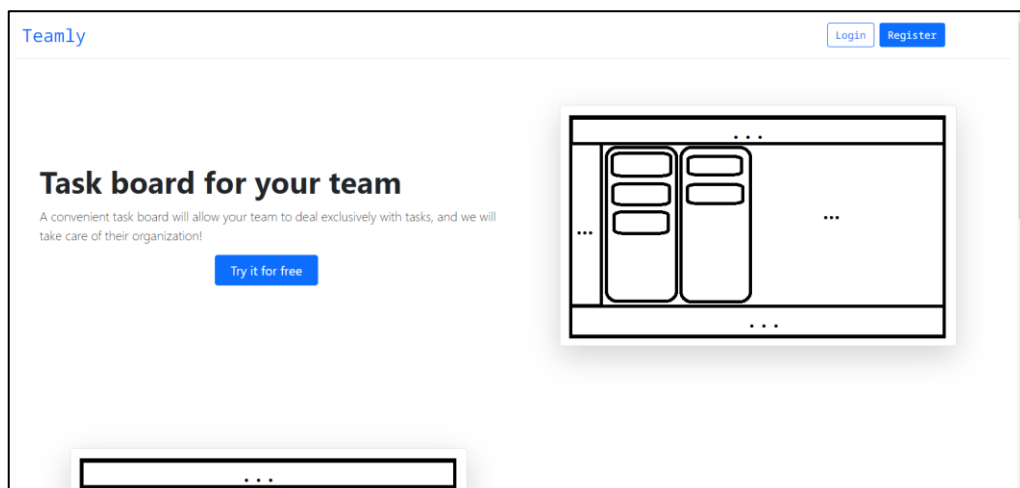 Teamly
Login
Register
Task board for your team
A convenient task board will allow your team to deal exclusively with tasks, and we will
take care of their organization!
Try it for free
. . .
...
...
. . .
. . .